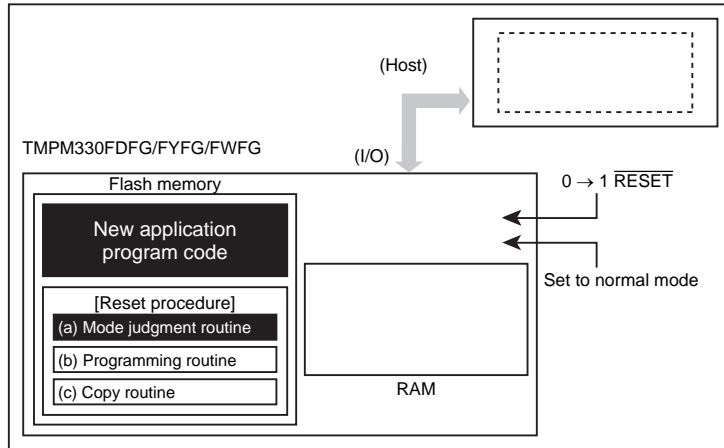 (Host)
TMPM330FDFG/FYFG/FWFG
(I/O)
Flash memory
0 → 1 RESET
New application
program code
Set to normal mode
[Reset procedure]
(a) Mode judgment routine
(b) Programming routine
(c) Copy routine
RAM